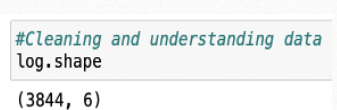 #Cleaning and understanding data
log.shape
(3844, 6)